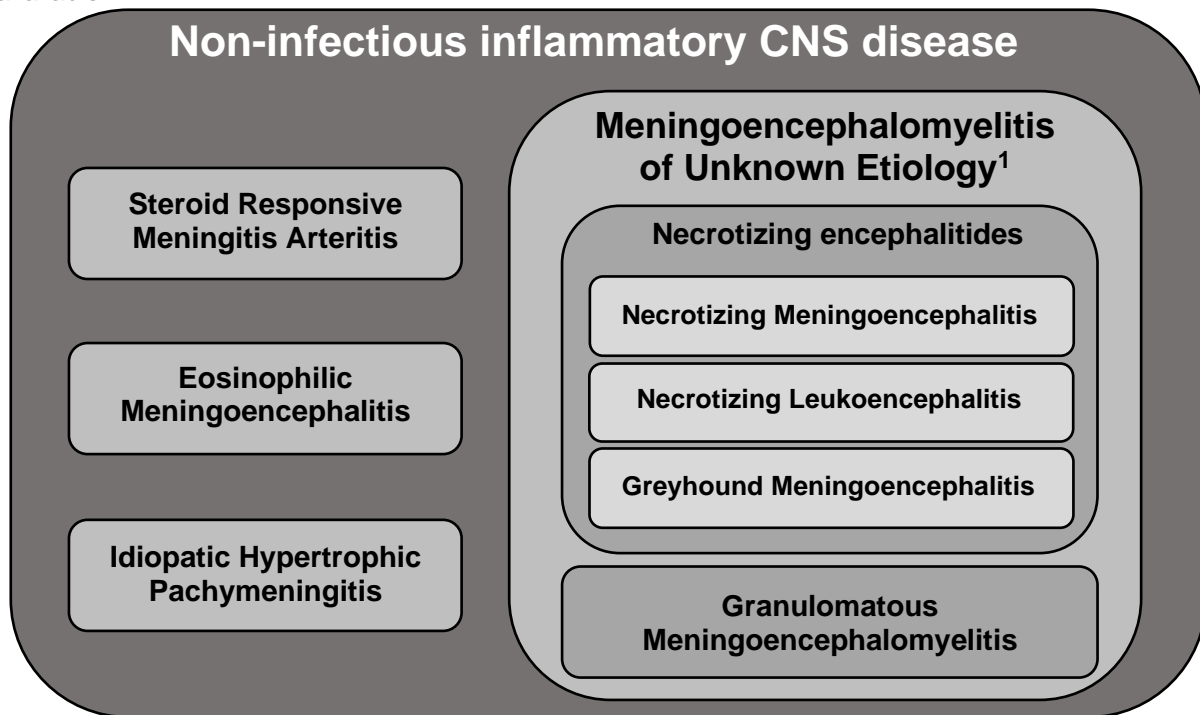 Non-infectious inflammatory CNS disease
Steroid Responsive
Meningitis Arteritis
Eosinophilic
Meningoencephalitis
Idiopatic Hypertrophic
Pachymeningitis
Meningoencephalomyelitis
of Unknown Etiology¹
Necrotizing encephalitides
Necrotizing Meningoencephalitis
Necrotizing Leukoencephalitis
Greyhound Meningoencephalitis
Granulomatous
Meningoencephalomyelitis